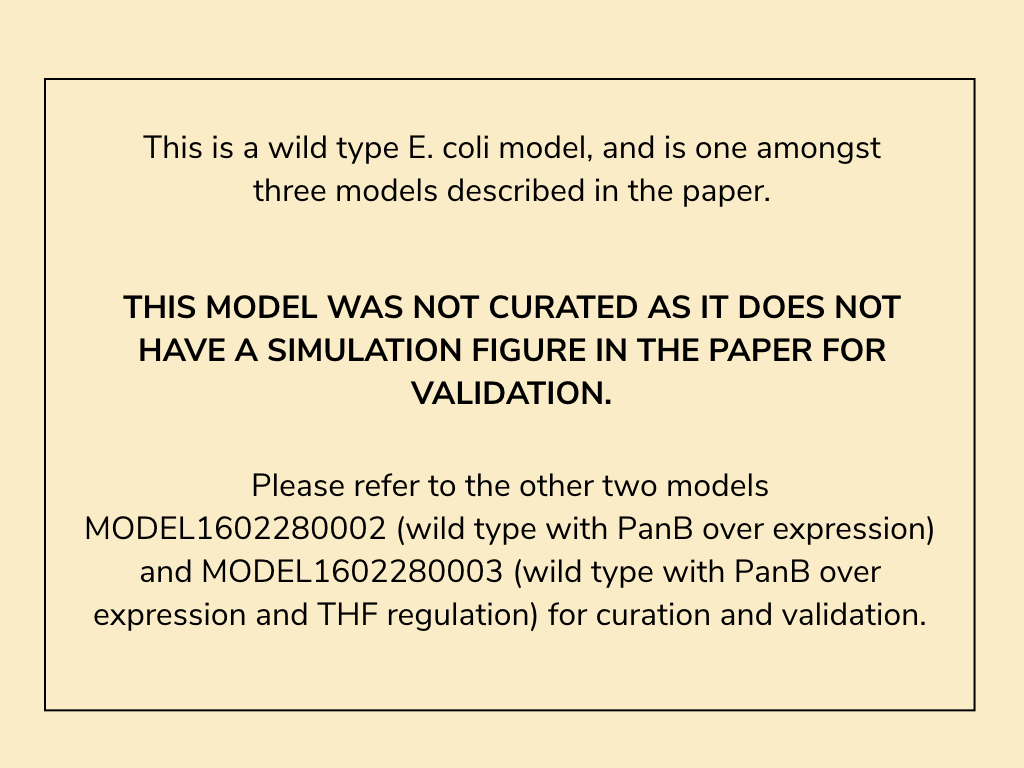 This is a wild type E. coli model, and is one amongst
three models described in the paper.
THIS MODEL WAS NOT CURATED AS IT DOES NOT
HAVE A SIMULATION FIGURE IN THE PAPER FOR
VALIDATION.
Please refer to the other two models
MODEL1602280002 (wild type with PanB over expression)
and MODEL1602280003 (wild type with PanB over
expression and THF regulation) for curation and validation.